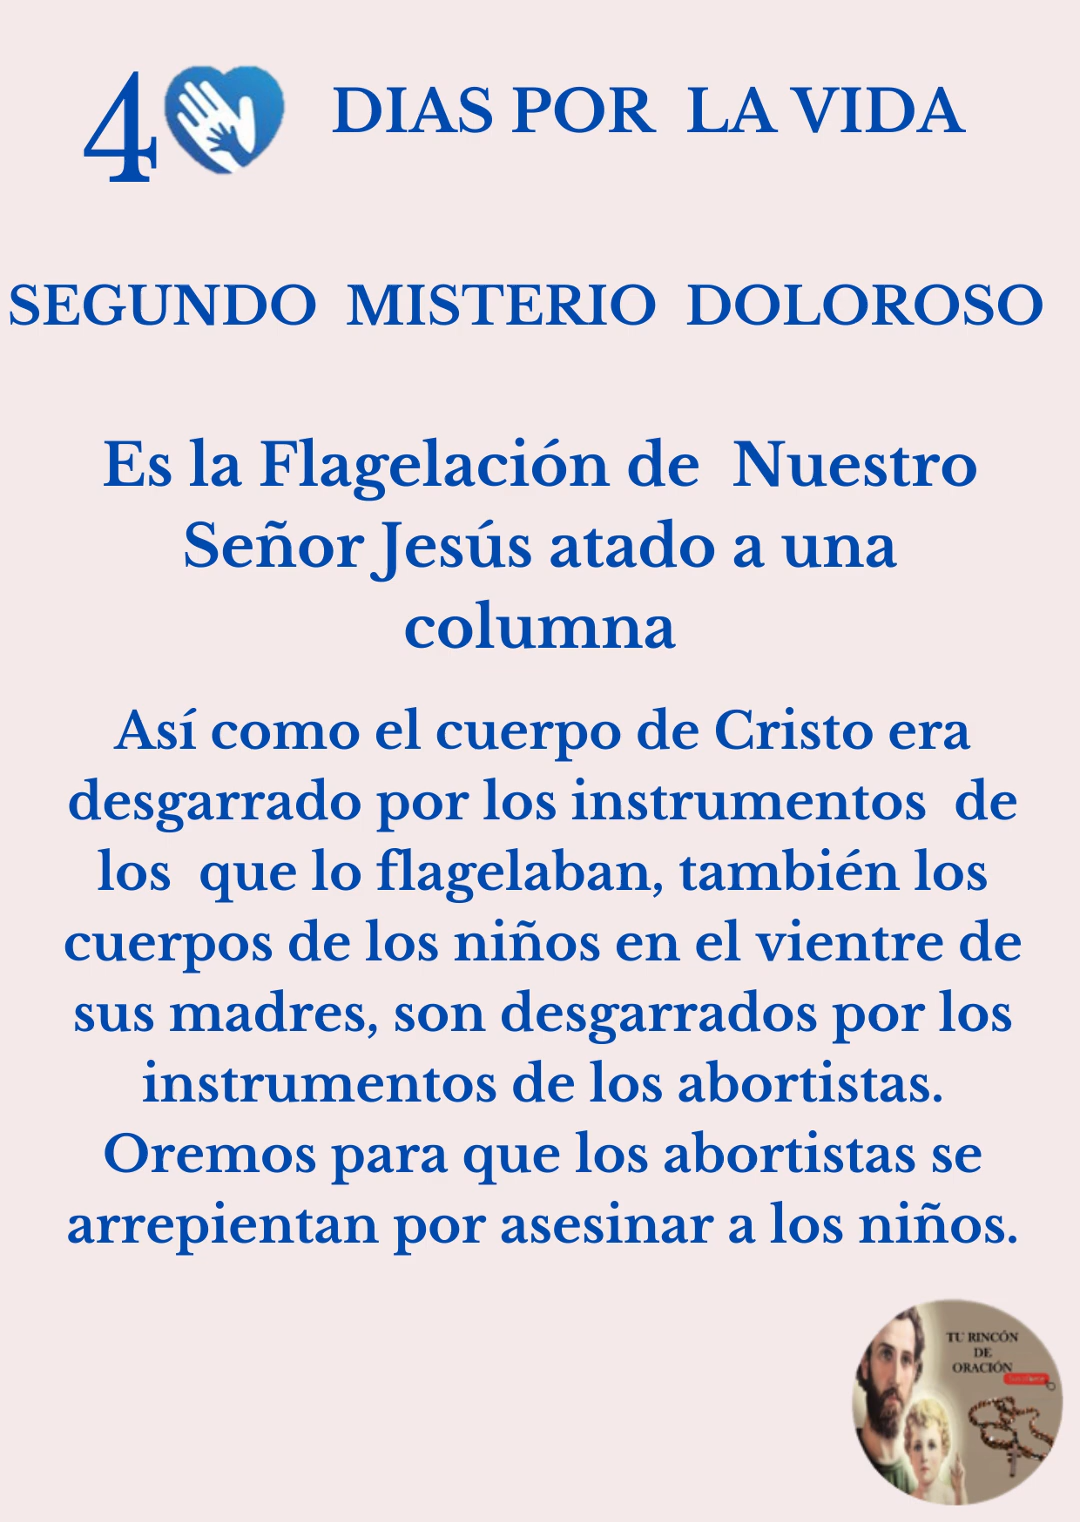 40 DIAS POR LA VIDA
SEGUNDO MISTERIO DOLOROSO
Es la Flagelación de Nuestro
Señor Jesús atado a una
columna
Así como el cuerpo de Cristo era
desgarrado por los instrumentos de
los que lo flagelaban, también los
cuerpos de los niños en el vientre de
sus madres, son desgarrados por los
instrumentos de los abortistas.
Oremos para que los abortistas se
arrepientan por asesinar a los niños.
TU RINCÓN
DE
ORACIÓN